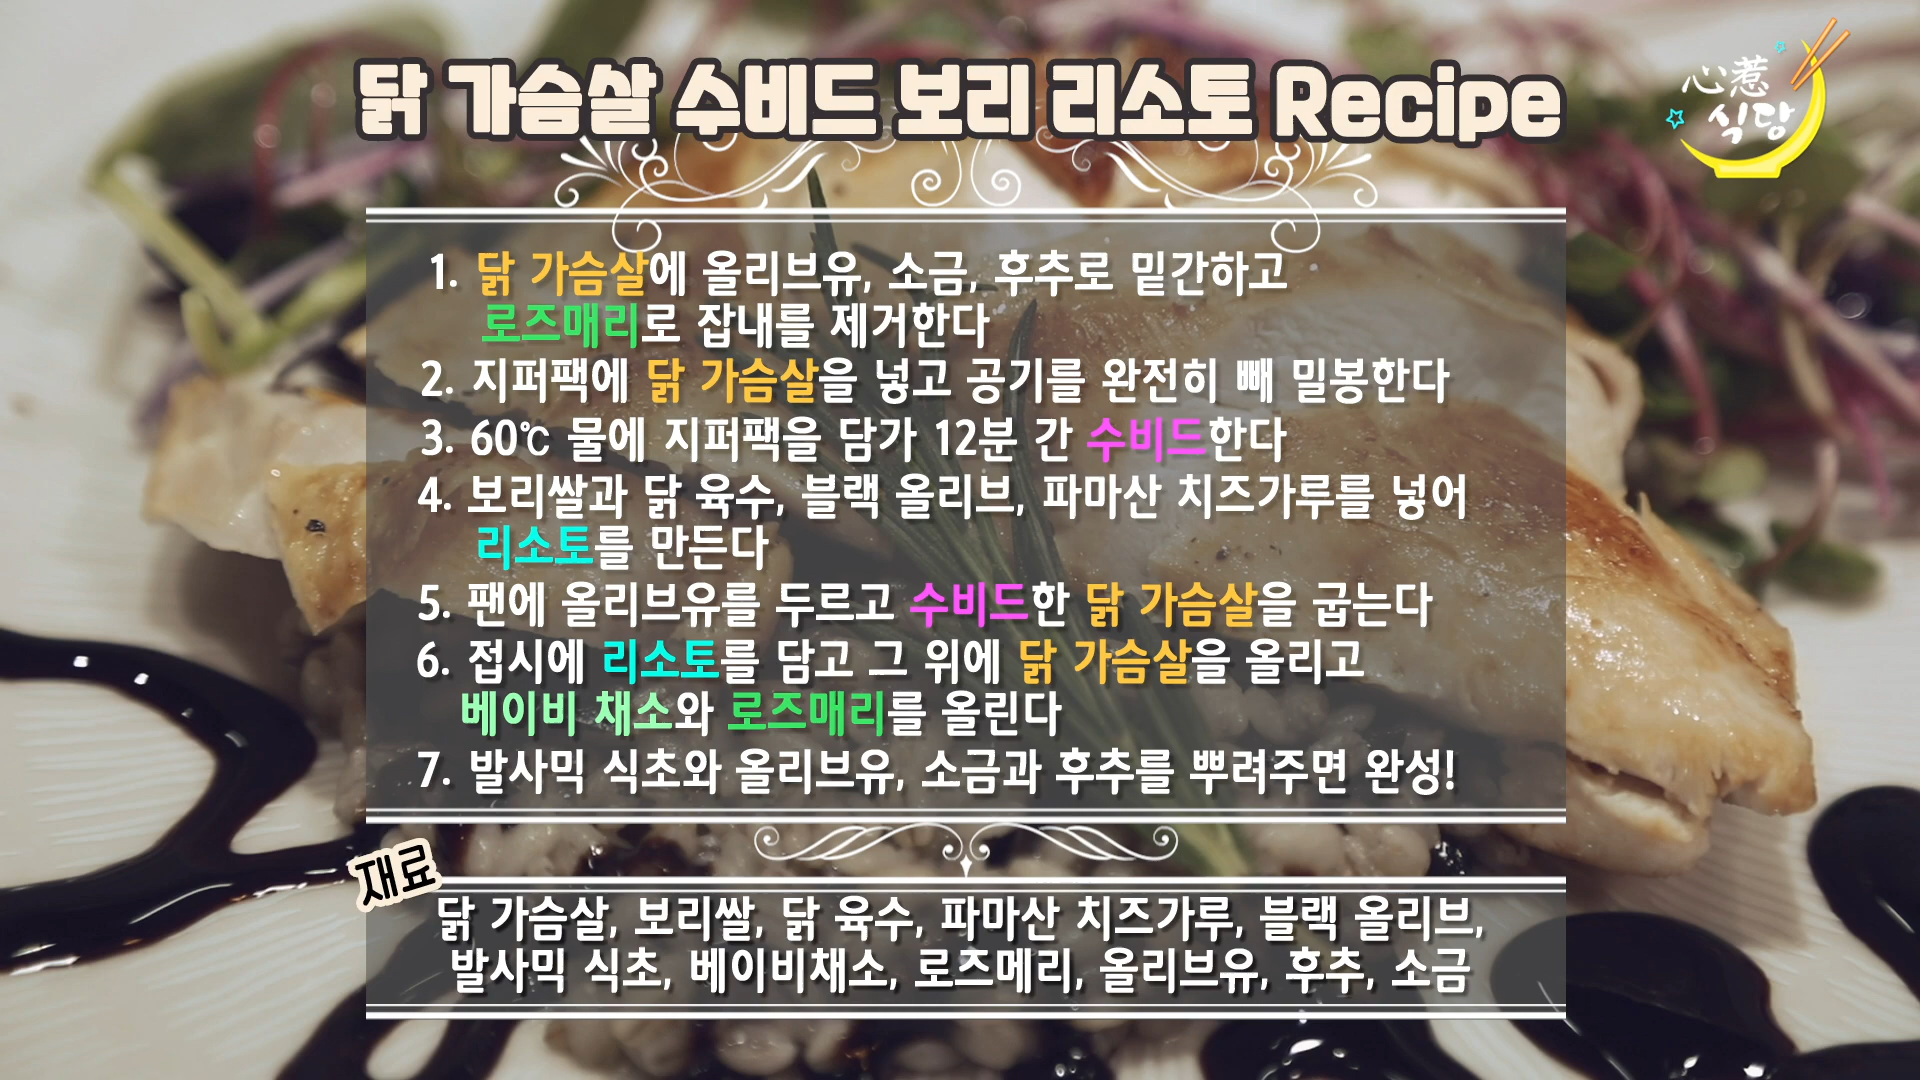 닭 가슴살 수비드 보리 리소토 Recipe
心惹
식당
1. 닭 가슴살에 올리브유, 소금, 후추로 밑간하고
로즈매리로 잡내를 제거한다
2. 지퍼팩에 닭 가슴살을 넣고 공기를 완전히 빼 밀봉한다
3. 60℃ 물에 지퍼팩을 담가 12분 간 수비드한다
4. 보리쌀과 닭 육수, 블랙 올리브, 파마산 치즈가루를 넣어
리소토를 만든다
5. 팬에 올리브유를 두르고 수비드한 닭 가슴살을 굽는다
6. 접시에 리소토를 담고 그 위에 닭 가슴살을 올리고
베이비 채소와 로즈매리를 올린다
7. 발사믹 식초와 올리브유, 소금과 후추를 뿌려주면 완성!
재료
닭 가슴살, 보리쌀, 닭 육수, 파마산 치즈가루, 블랙 올리브,
발사믹 식초, 베이비채소, 로즈메리, 올리브유, 후추, 소금